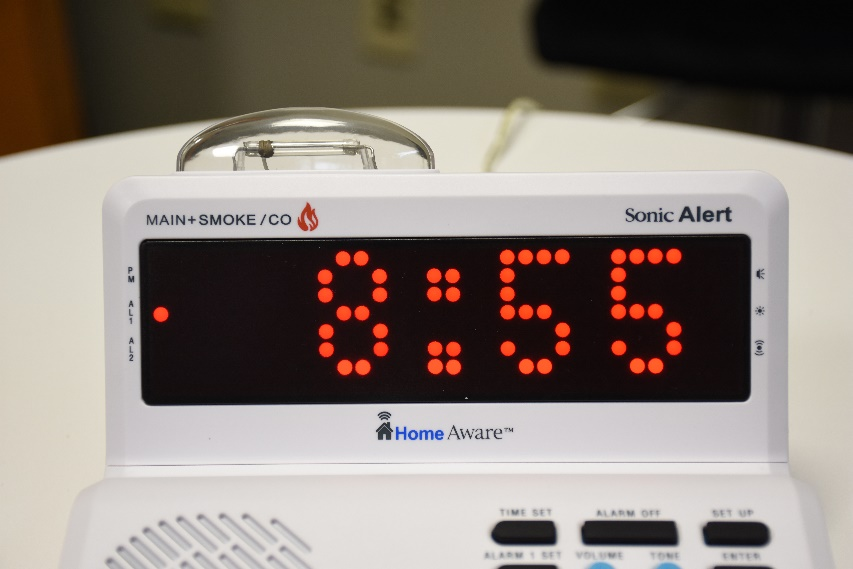 MAIN+SMOKE/CO Sonic Alert
PM
AL1
AL2
8:55
Home Aware™
TIME SET ALARM OFF SET UP
ALARM 1 SET VOLUME TONE ENTER